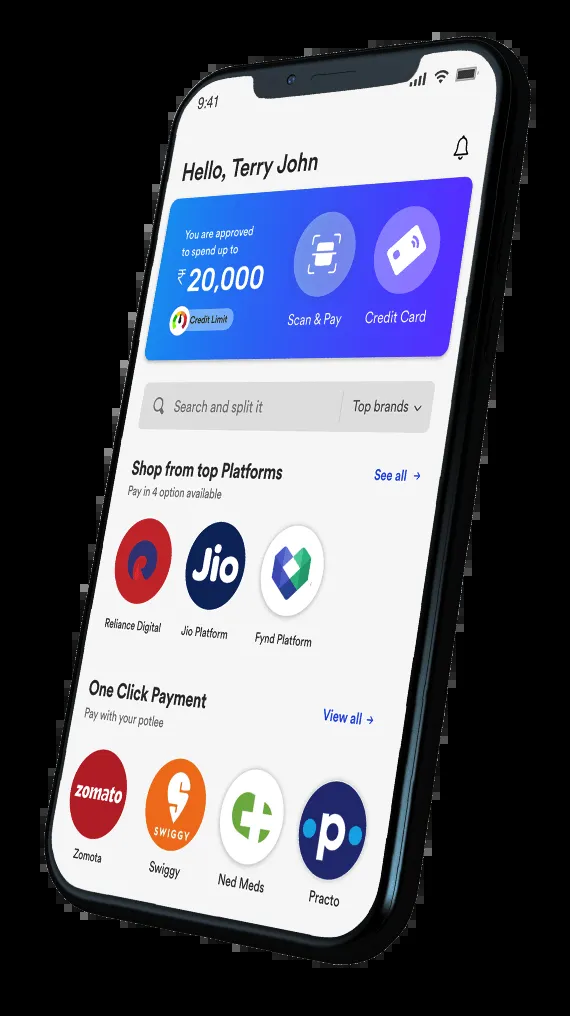 9:41
Hello, Terry John
You are approved
to spend up to
₹20,000
Credit Limit
Scan & Pay
Credit Card
Search and split it
Top brands
Shop from top Platforms
See all →
Pay in 4 option available
Jio
Reliance Digital
Jio Platform
Fynd Platform
One Click Payment
View all →
Pay with your potlee
zomato
SWIGGY
p
Zomota
Swiggy
Ned Meds
Practo